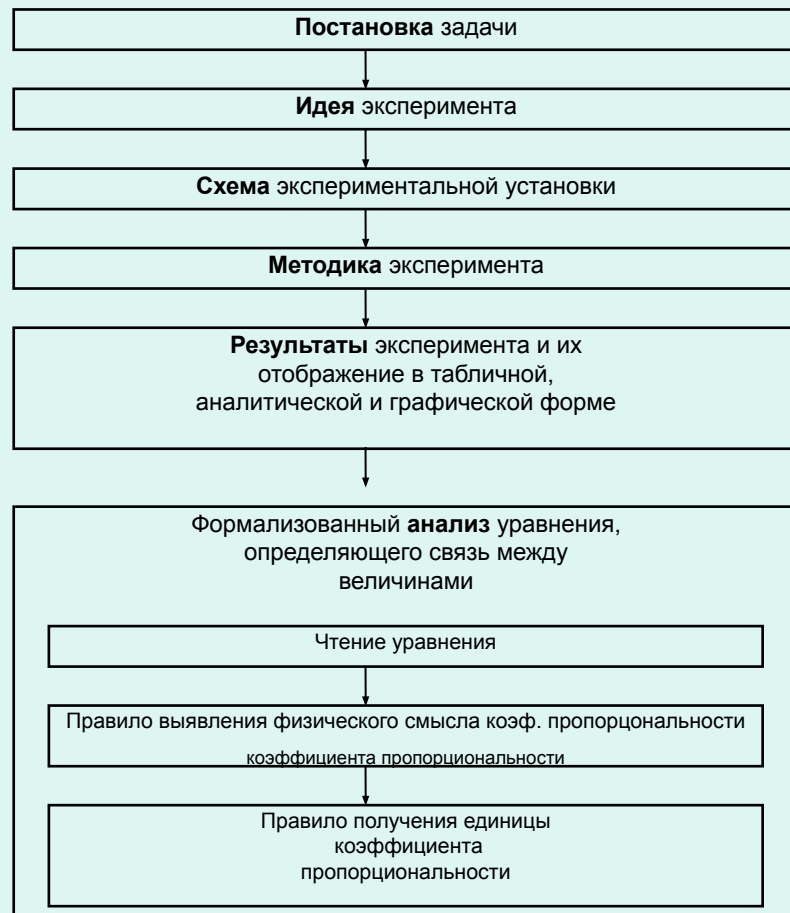 Постановка задачи
Идея эксперимента
Схема экспериментальной установки
Методика эксперимента
Результаты эксперимента и их
отображение в табличной,
аналитической и графической форме
Формализованный анализ уравнения,
определяющего связь между
величинами
Чтение уравнения
Правило выявления физического смысла коэф. пропорцональности
коэффициента пропорциональности
Правило получения единицы
коэффициента
пропорциональности